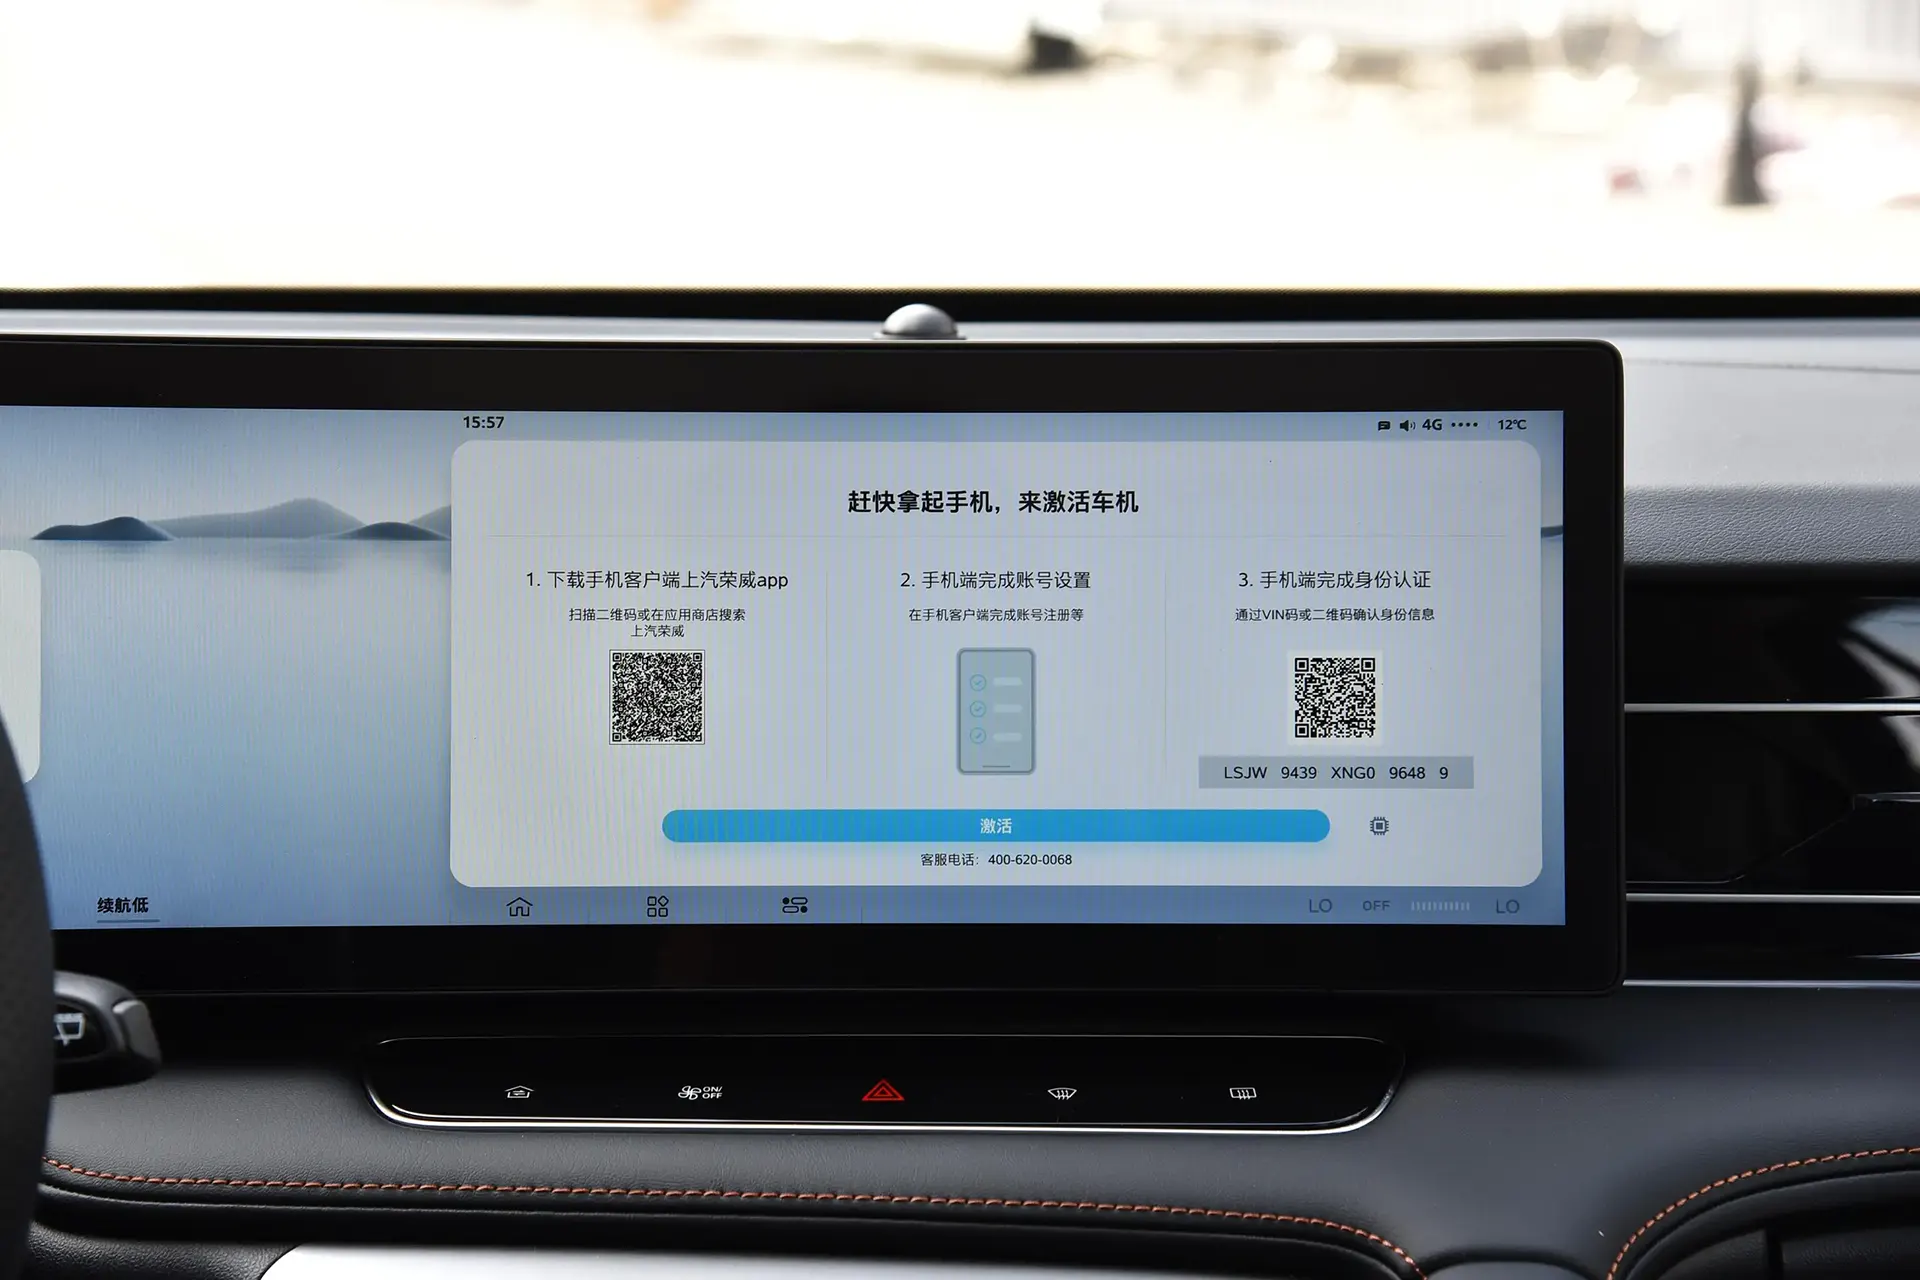 15:57
4G 12℃
赶快拿起手机，来激活车机
1. 下载手机客户端上汽荣威app
扫描二维码或在应用商店搜索
上汽荣威
2. 手机端完成账号设置
在手机客户端完成账号注册等
3. 手机端完成身份认证
通过VIN码或二维码确认身份信息
LSJW 9439 XNG0 9648 9
激活
客服电话：400-620-0068
续航低
LO OFF LO
ON/
OFF